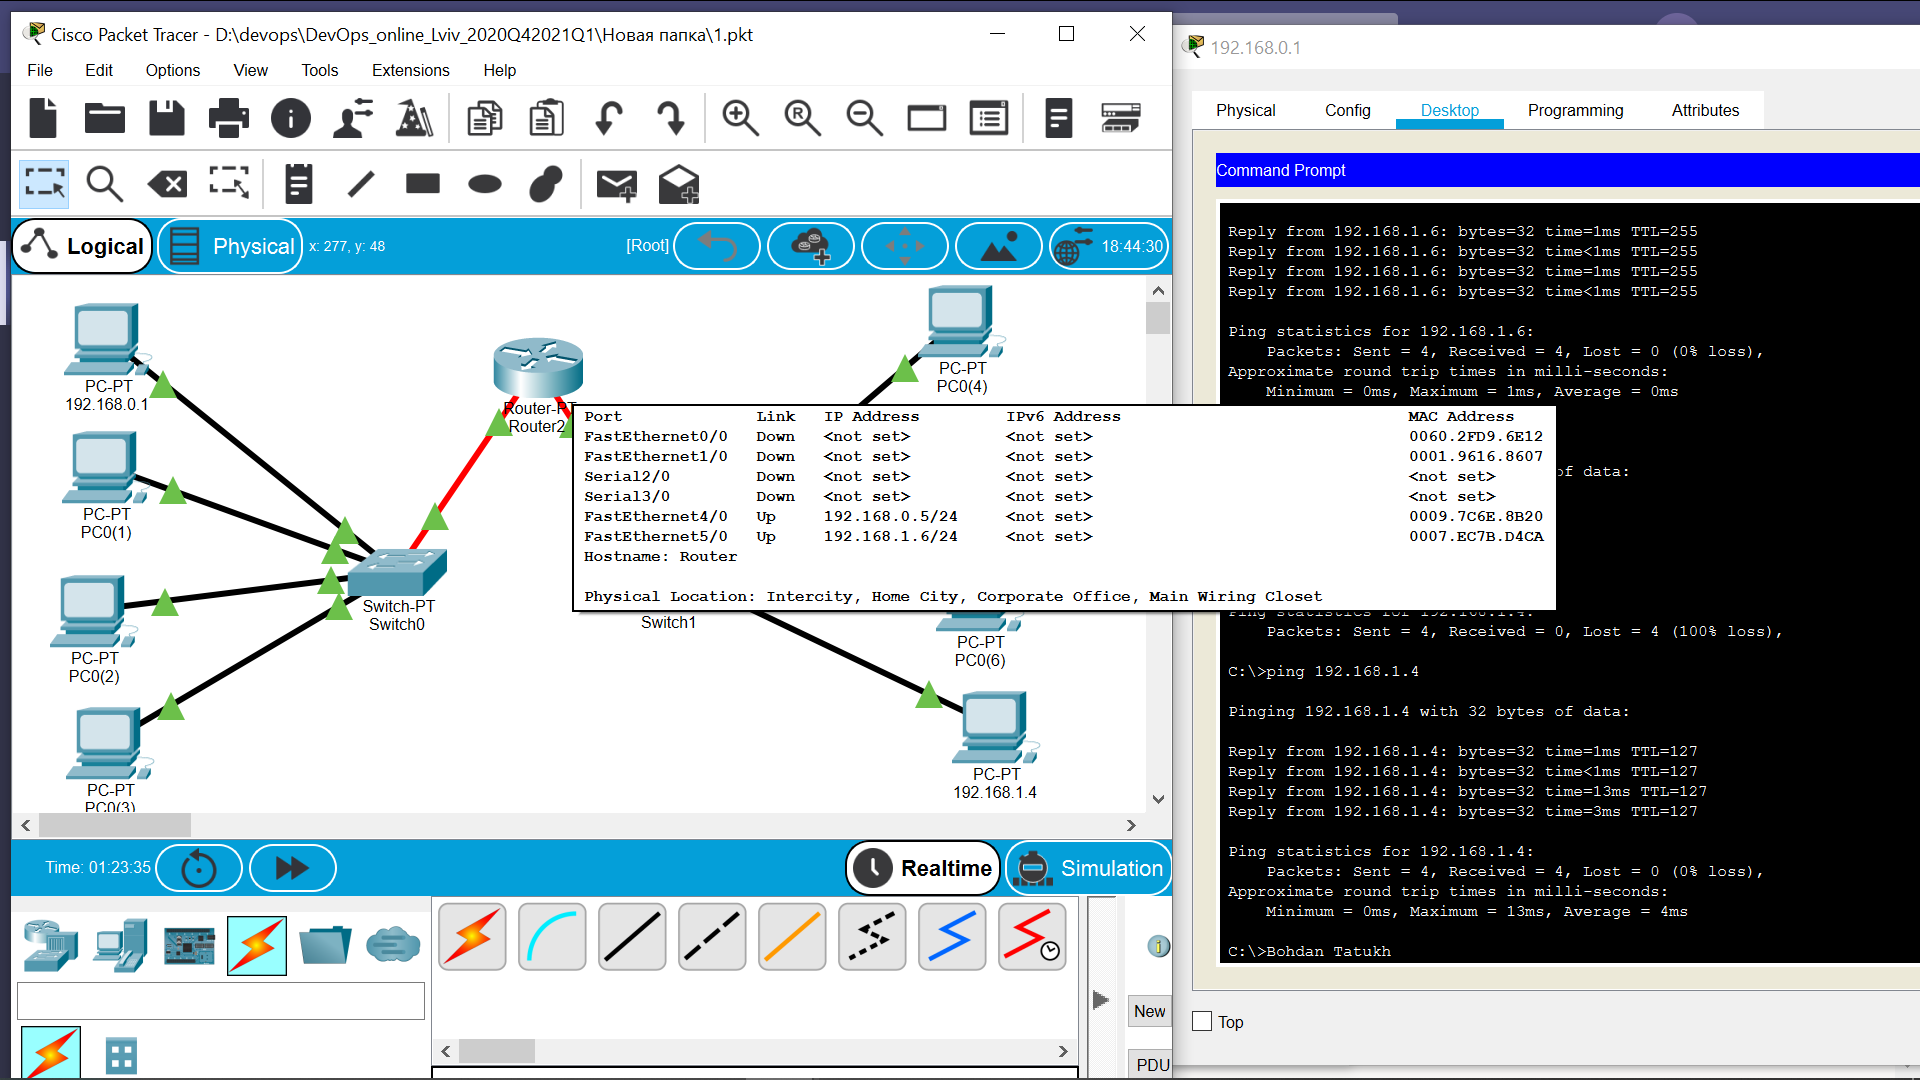 Cisco Packet Tracer - D:\devops\DevOps_online_Lviv_2020Q42021Q1\Новая папка\1.pkt
File Edit Options View Tools Extensions Help
Logical
Physical
x: 277, y: 48
[Root]
18:44:30
PC-PT
192.168.0.1
PC-PT
PC0(1)
PC-PT
PC0(2)
PC-PT
PC0(3)
Router-PT
Router2
Switch-PT
Switch0
Switch1
PC-PT
PC0(4)
PC-PT
PC0(6)
PC-PT
192.168.1.4
Port Link IP Address IPv6 Address MAC Address
FastEthernet0/0 Down <not set> <not set> 0060.2FD9.6E12
FastEthernet1/0 Down <not set> <not set> 0001.9616.8607
Serial2/0 Down <not set> <not set> <not set>
Serial3/0 Down <not set> <not set> <not set>
FastEthernet4/0 Up 192.168.0.5/24 <not set> 0009.7C6E.8B20
FastEthernet5/0 Up 192.168.1.6/24 <not set> 0007.EC7B.D4CA
Hostname: Router
Physical Location: Intercity, Home City, Corporate Office, Main Wiring Closet
Time: 01:23:35
Realtime
Simulation
New
PDU
192.168.0.1
Physical Config Desktop Programming Attributes
Command Prompt
Reply from 192.168.1.6: bytes=32 time=1ms TTL=255
Reply from 192.168.1.6: bytes=32 time<1ms TTL=255
Reply from 192.168.1.6: bytes=32 time=1ms TTL=255
Reply from 192.168.1.6: bytes=32 time<1ms TTL=255
Ping statistics for 192.168.1.6:
Packets: Sent = 4, Received = 4, Lost = 0 (0% loss),
Approximate round trip times in milli-seconds:
Minimum = 0ms, Maximum = 1ms, Average = 0ms
of data:
Ping statistics for 192.168.1.4:
Packets: Sent = 4, Received = 0, Lost = 4 (100% loss),
C:\>ping 192.168.1.4
Pinging 192.168.1.4 with 32 bytes of data:
Reply from 192.168.1.4: bytes=32 time=1ms TTL=127
Reply from 192.168.1.4: bytes=32 time<1ms TTL=127
Reply from 192.168.1.4: bytes=32 time=13ms TTL=127
Reply from 192.168.1.4: bytes=32 time=3ms TTL=127
Ping statistics for 192.168.1.4:
Packets: Sent = 4, Received = 4, Lost = 0 (0% loss),
Approximate round trip times in milli-seconds:
Minimum = 0ms, Maximum = 13ms, Average = 4ms
C:\>Bohdan Tatukh
Top